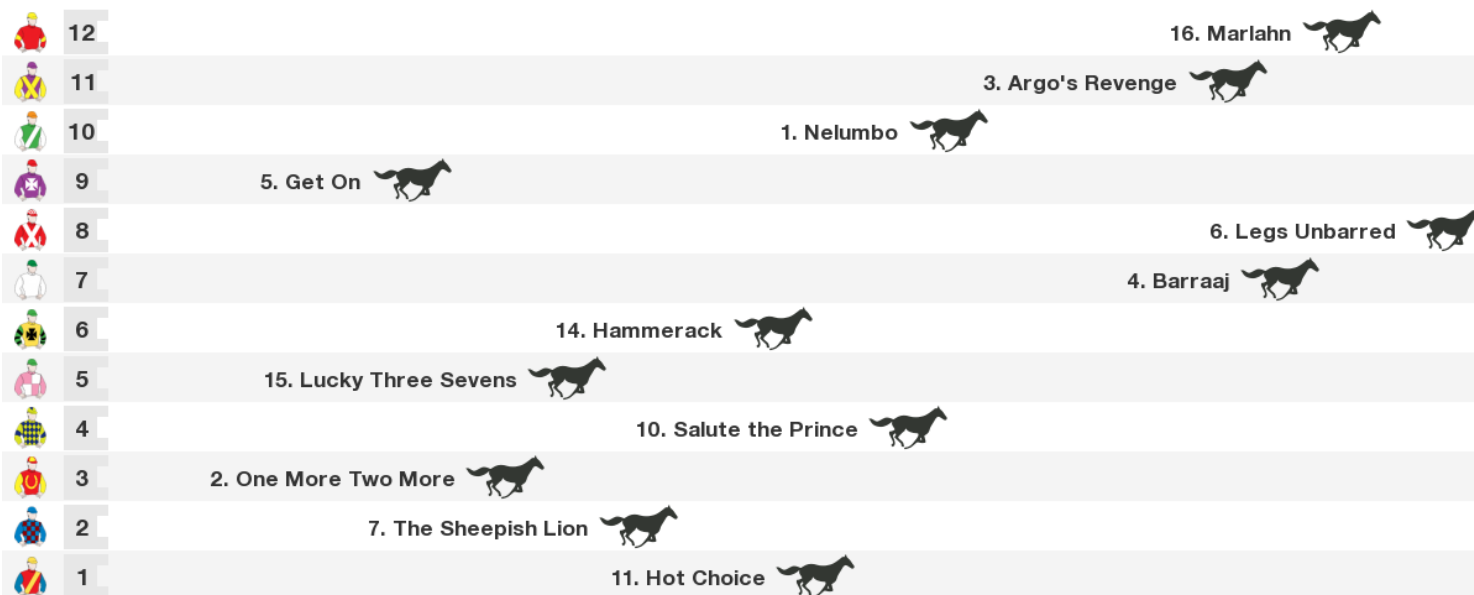 12 16. Marlahn
11 3. Argo's Revenge
10 1. Nelumbo
9 5. Get On
8 6. Legs Unbarred
7 4. Barraaj
6 14. Hammerack
5 15. Lucky Three Sevens
4 10. Salute the Prince
3 2. One More Two More
2 7. The Sheepish Lion
1 11. Hot Choice